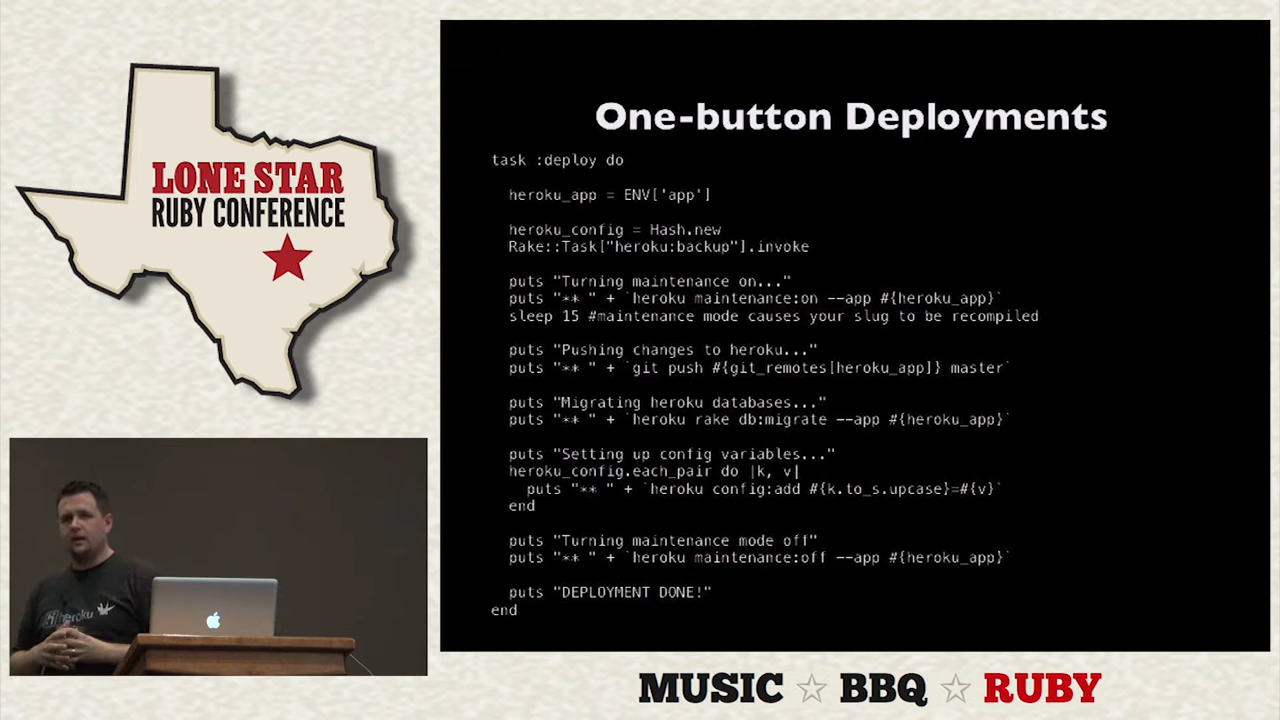 LONE STAR
RUBY CONFERENCE
One-button Deployments
task :deploy do
heroku_app = ENV['app']
heroku_config = Hash.new
Rake::Task["heroku:backup"].invoke
puts "Turning maintenance on..."
puts "** " + `heroku maintenance:on --app #{heroku_app}`
sleep 15 #maintenance mode causes your slug to be recompiled
puts "Pushing changes to heroku..."
puts "** " + `git push #{git_remotes[heroku_app]} master`
puts "Migrating heroku databases..."
puts "** " + `heroku rake db:migrate --app #{heroku_app}`
puts "Setting up config variables..."
heroku_config.each_pair do |k, v|
puts "** " + `heroku config:add #{k.to_s.upcase}=#{v}`
end
puts "Turning maintenance mode off"
puts "** " + `heroku maintenance:off --app #{heroku_app}`
puts "DEPLOYMENT DONE!"
end
heroku
MUSIC ☆ BBQ ☆ RUBY